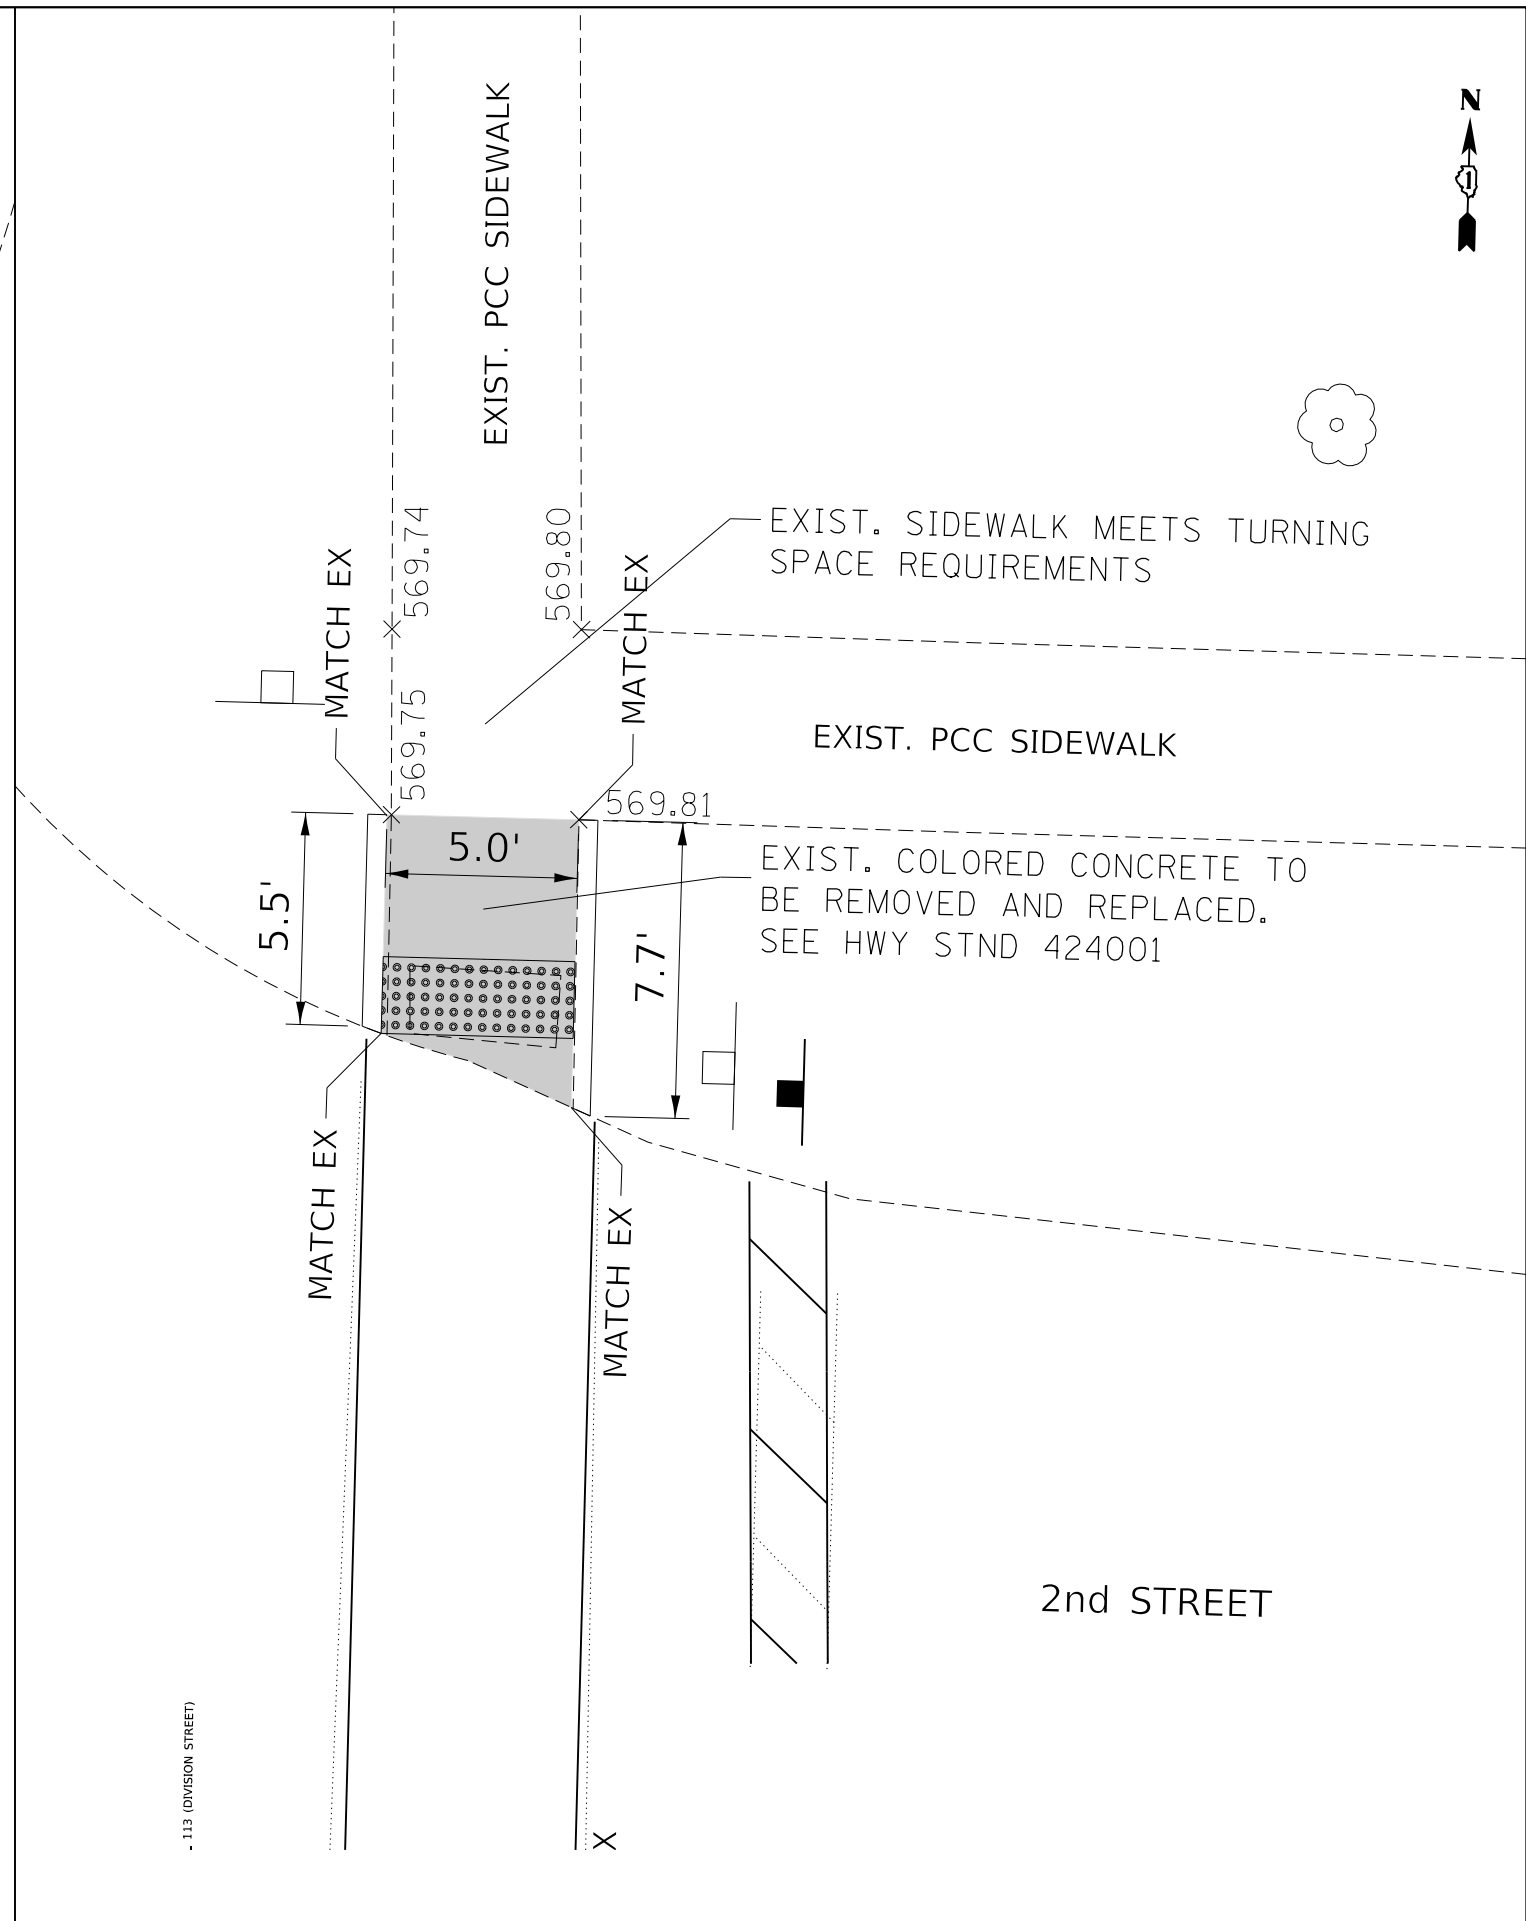 N
1
EXIST. PCC SIDEWALK
569.74
569.80
EXIST. SIDEWALK MEETS TURNING
SPACE REQUIREMENTS
MATCH EX
MATCH EX
569.75
EXIST. PCC SIDEWALK
569.81
5.0'
EXIST. COLORED CONCRETE TO
BE REMOVED AND REPLACED.
SEE HWY STND 424001
5.5'
7.7'
MATCH EX
MATCH EX
2nd STREET
- 113 (DIVISION STREET)
X